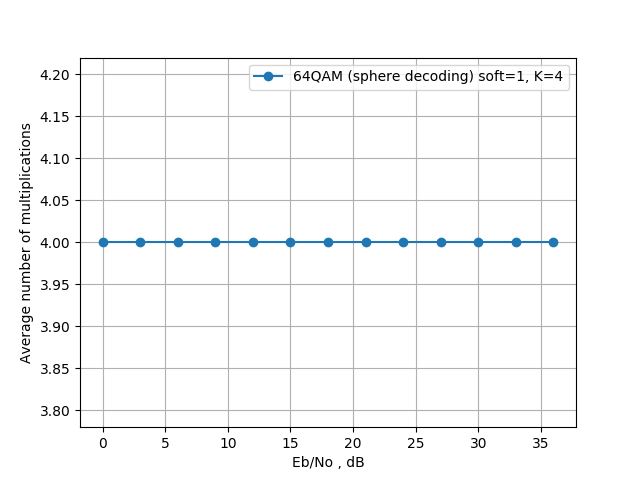 64QAM (sphere decoding) soft=1, K=4
4.20
4.15
4.10
4.05
4.00
3.95
3.90
3.85
3.80
Average number of multiplications
0 5 10 15 20 25 30 35
Eb/No , dB